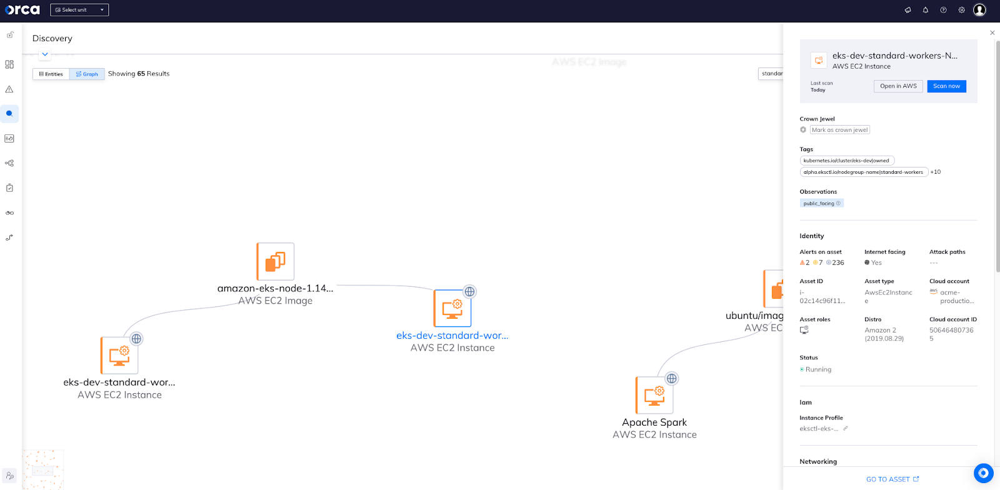 orca
Select unit
Discovery
AWS EC2 Image
Entities
Graph
Showing 65 Results
standar
amazon-eks-node-1.14...
AWS EC2 Image
eks-dev-standard-wor...
AWS EC2 Instance
eks-dev-standard-wor...
AWS EC2 Instance
ubuntu/imag
AWS EC
Apache Spark
AWS EC2 Instance
eks-dev-standard-workers-N...
AWS EC2 Instance
Last scan
Today
Open in AWS
Scan now
Crown Jewel
Mark as crown jewel
Tags
kubernetes.io/cluster/eks-dev|owned
alpha.eksctl.io/nodegroup-name|standard-workers +10
Observations
public_facing
Identity
Alerts on asset
2 7 236
Internet facing
Yes
Attack paths
---
Asset ID
i-
02c14c96f11...
Asset type
AwsEc2Instanc
e
Cloud account
aws acme-
productio...
Asset roles
Distro
Amazon 2
(2019.08.29)
Cloud account ID
50646480736
5
Status
Running
Iam
Instance Profile
eksctl-eks-...
Networking
GO TO ASSET